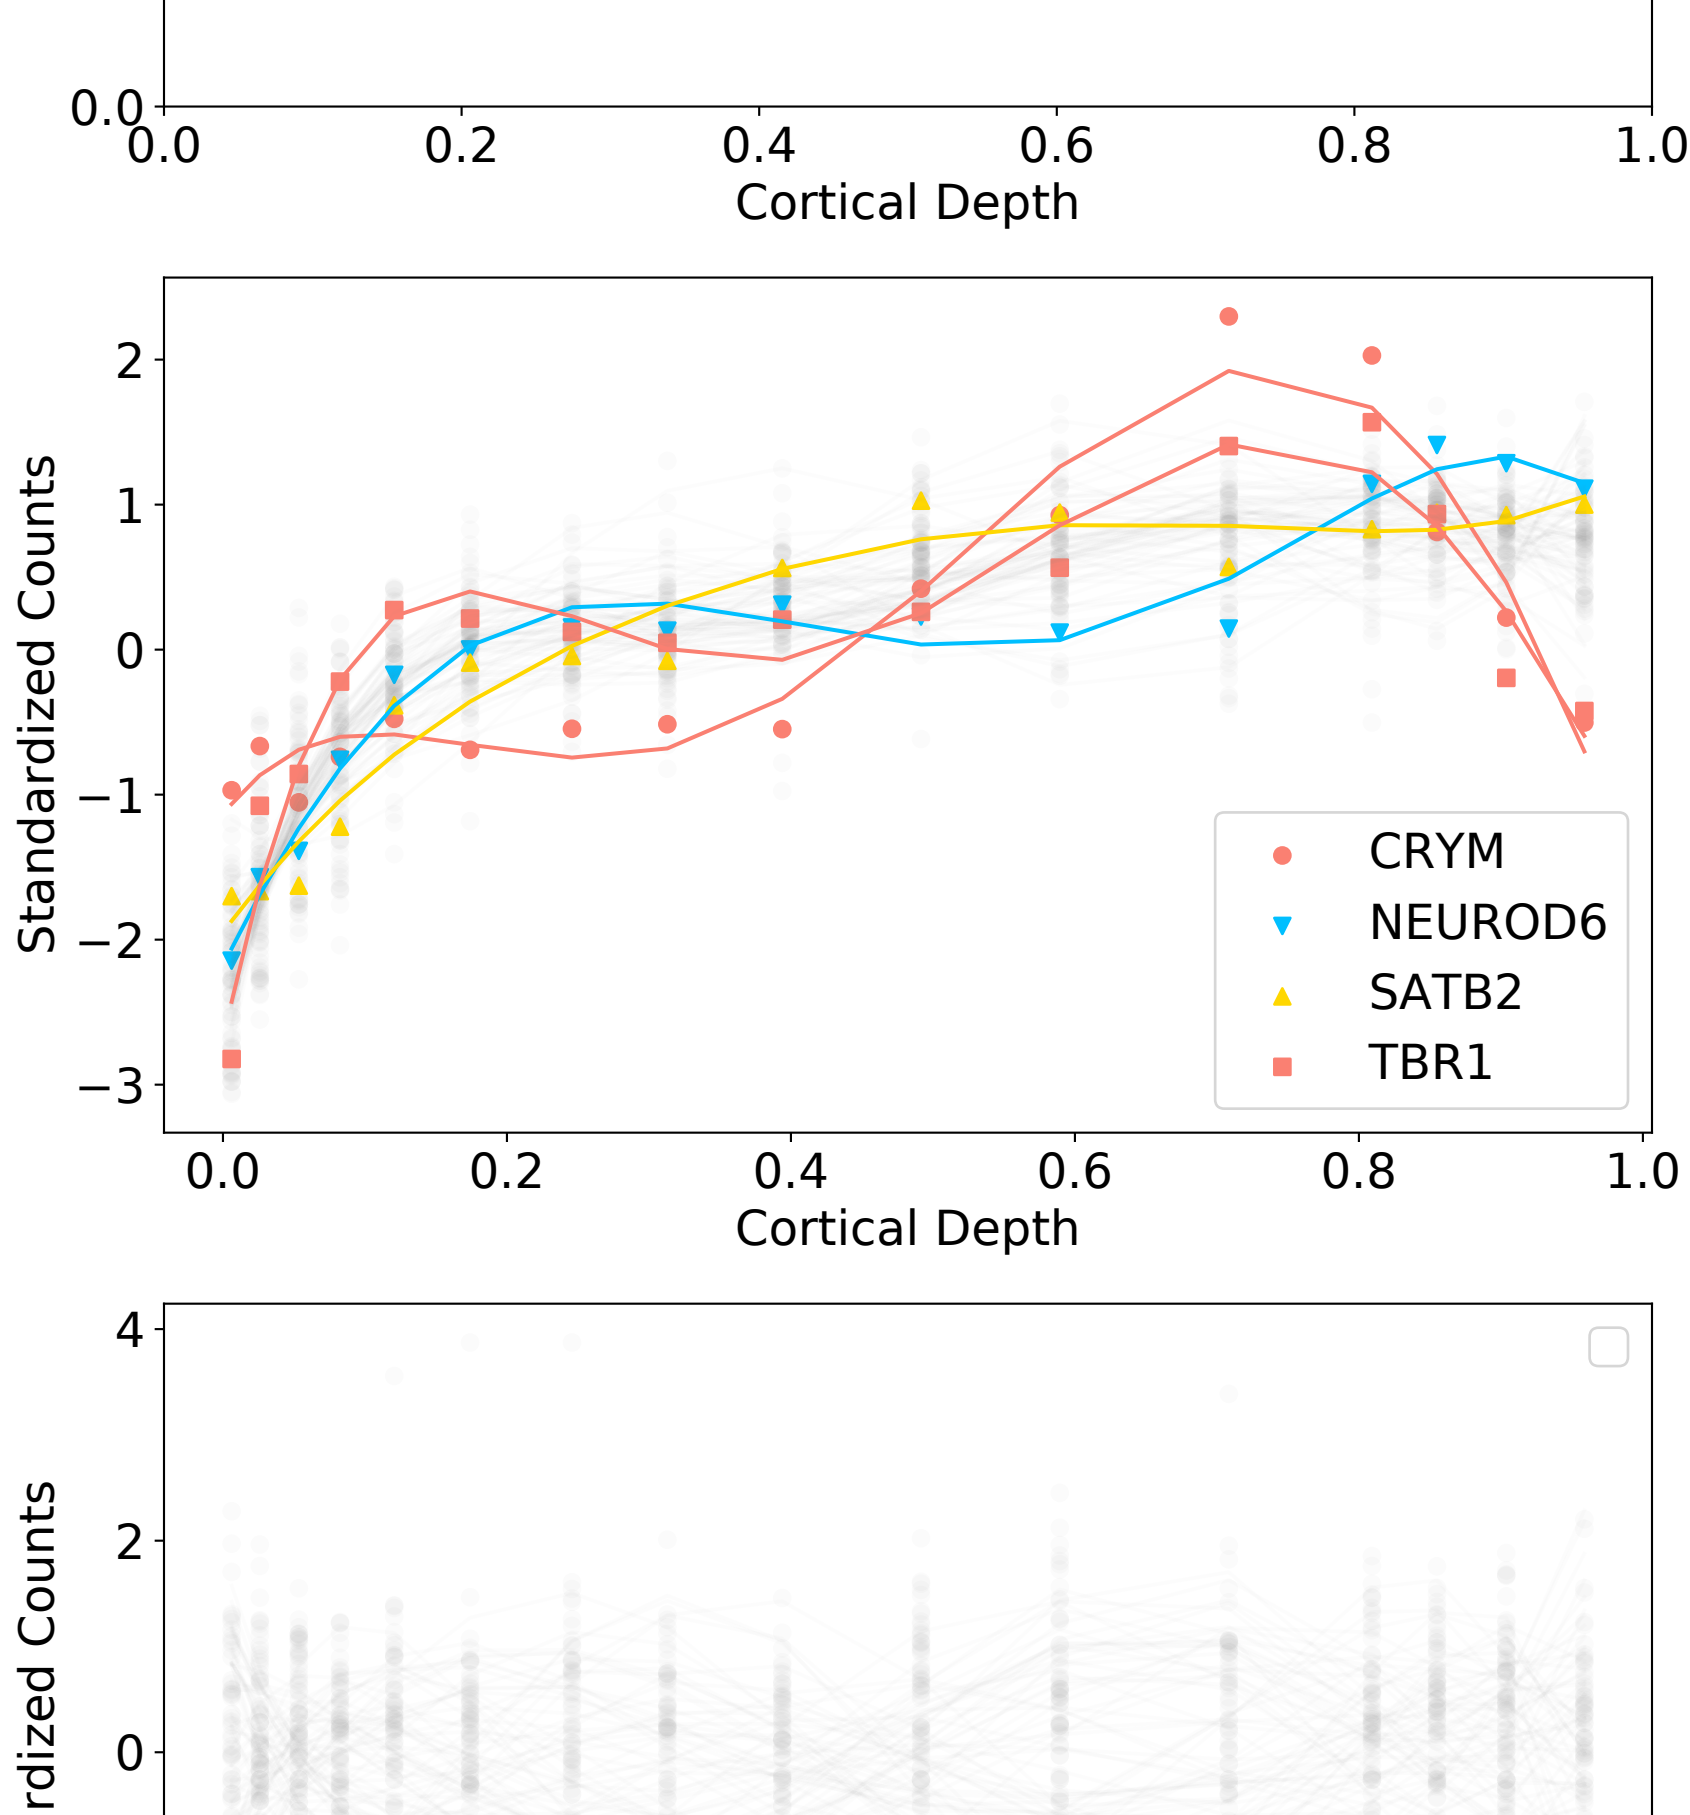 0.0
0.0 0.2 0.4 0.6 0.8 1.0
Cortical Depth
Standardized Counts
2
1
0
−1
−2
−3
CRYM
NEUROD6
SATB2
TBR1
0.0 0.2 0.4 0.6 0.8 1.0
Cortical Depth
4
2
0
rdized Counts